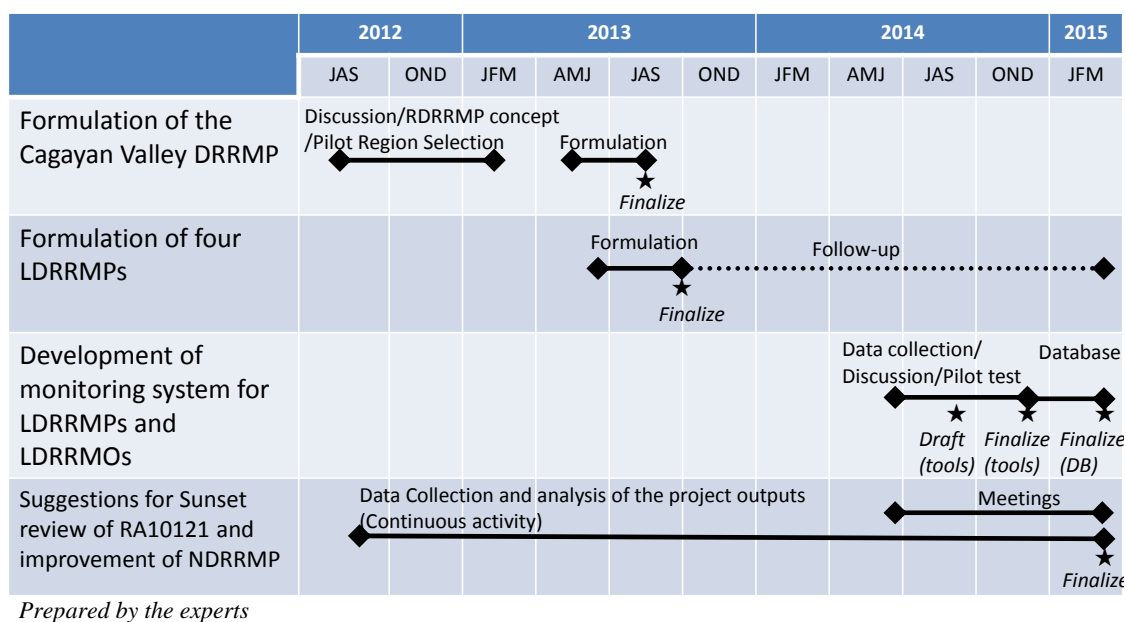 2012 2013 2014 2015
JAS OND JFM AMJ JAS OND JFM AMJ JAS OND JFM
Formulation of the
Cagayan Valley DRRMP
Discussion/RDRRMP concept
/Pilot Region Selection
Formulation
Finalize
Formulation of four
LDRRMPs
Formulation
Follow-up
Finalize
Development of
monitoring system for
LDRRMPs and
LDRRMOs
Data collection/
Discussion/Pilot test
Database
Draft
(tools)
Finalize
(tools)
Finalize
(DB)
Suggestions for Sunset
review of RA10121 and
improvement of NDRRMP
Data Collection and analysis of the project outputs
(Continuous activity)
Meetings
Finalize
Prepared by the experts